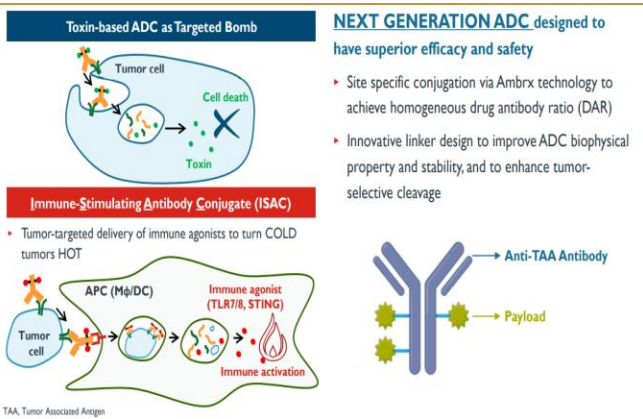 Toxin-based ADC as Targeted Bomb
Tumor cell
Cell death
Toxin
Immune-Stimulating Antibody Conjugate (ISAC)
‣ Tumor-targeted delivery of immune agonists to turn COLD
tumors HOT
APC (Mϕ/DC)
Immune agonist
(TLR7/8, STING)
Tumor
cell
Immune activation
TAA, Tumor Associated Antigen
NEXT GENERATION ADC designed to
have superior efficacy and safety
‣ Site specific conjugation via Ambrx technology to
achieve homogeneous drug antibody ratio (DAR)
‣ Innovative linker design to improve ADC biophysical
property and stability, and to enhance tumor-
selective cleavage
Anti-TAA Antibody
Payload